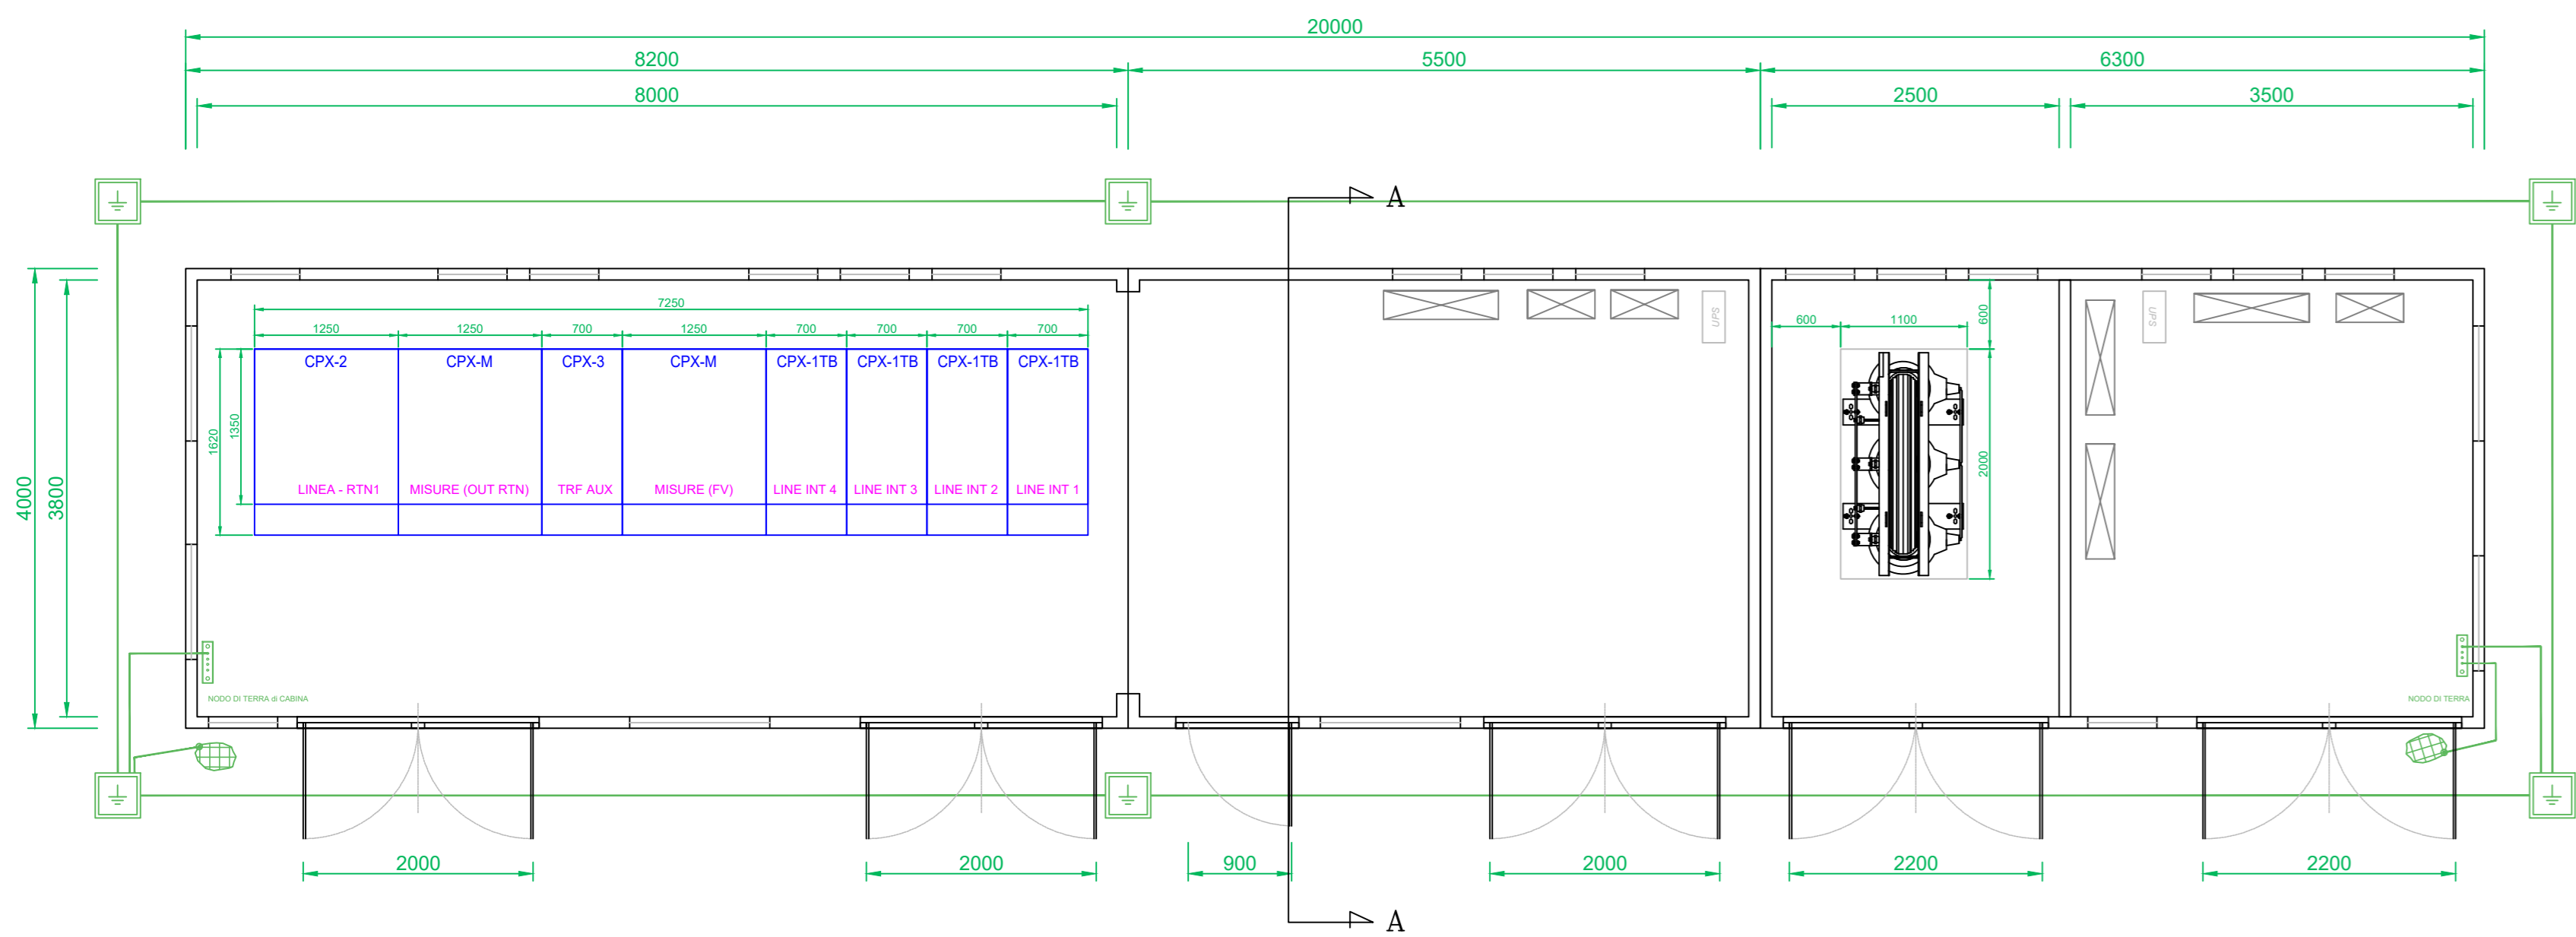 20000
8200 5500 6300
8000 2500 3500
A
7250
1250 1250 700 1250 700 700 700 700
600 1100 600
CPX-2 CPX-M CPX-3 CPX-M CPX-1TB CPX-1TB CPX-1TB CPX-1TB
UPS UPS
1620 1350
2000
4000 3800
LINEA - RTN1 MISURE (OUT RTN) TRF AUX MISURE (FV) LINE INT 4 LINE INT 3 LINE INT 2 LINE INT 1
NODO DI TERRA di CABINA
NODO DI TERRA
2000 2000 900 2000 2200 2200
A